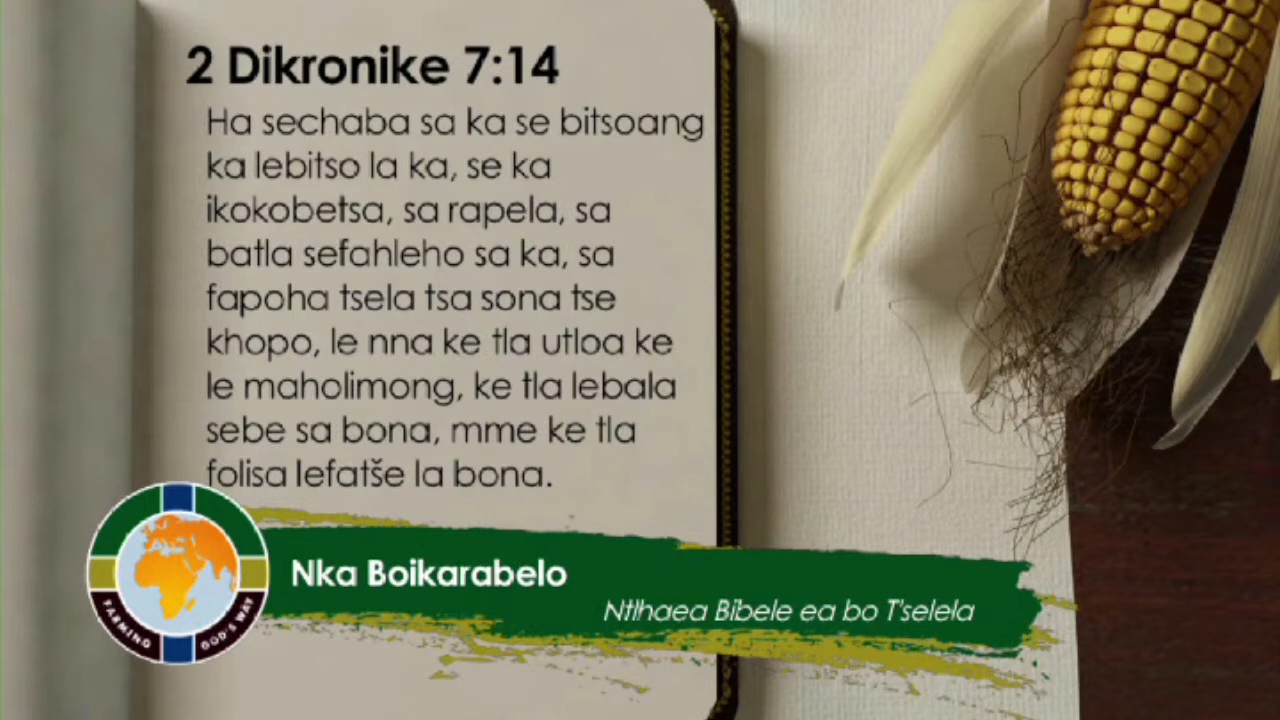 2 Dikronike 7:14
Ha sechaba sa ka se bitsoang
ka lebitso la ka, se ka
ikokobetsa, sa rapela, sa
batla sefahleho sa ka, sa
fapoha tsela tsa sona tse
khopo, le nna ke tla utloa ke
le maholimong, ke tla lebala
sebe sa bona, mme ke tla
folisa lefatše la bona.
Nka Boikarabelo
Ntlhaea Bibele ea bo T'selela
FARMING GOD'S WAY